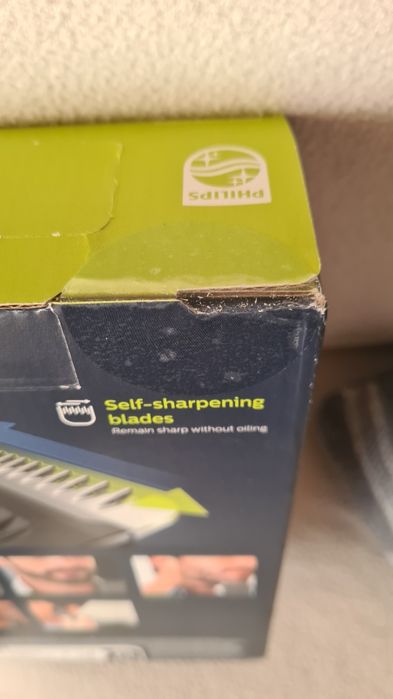 PHILIPS
Self-sharpening
blades
Remain sharp without oiling